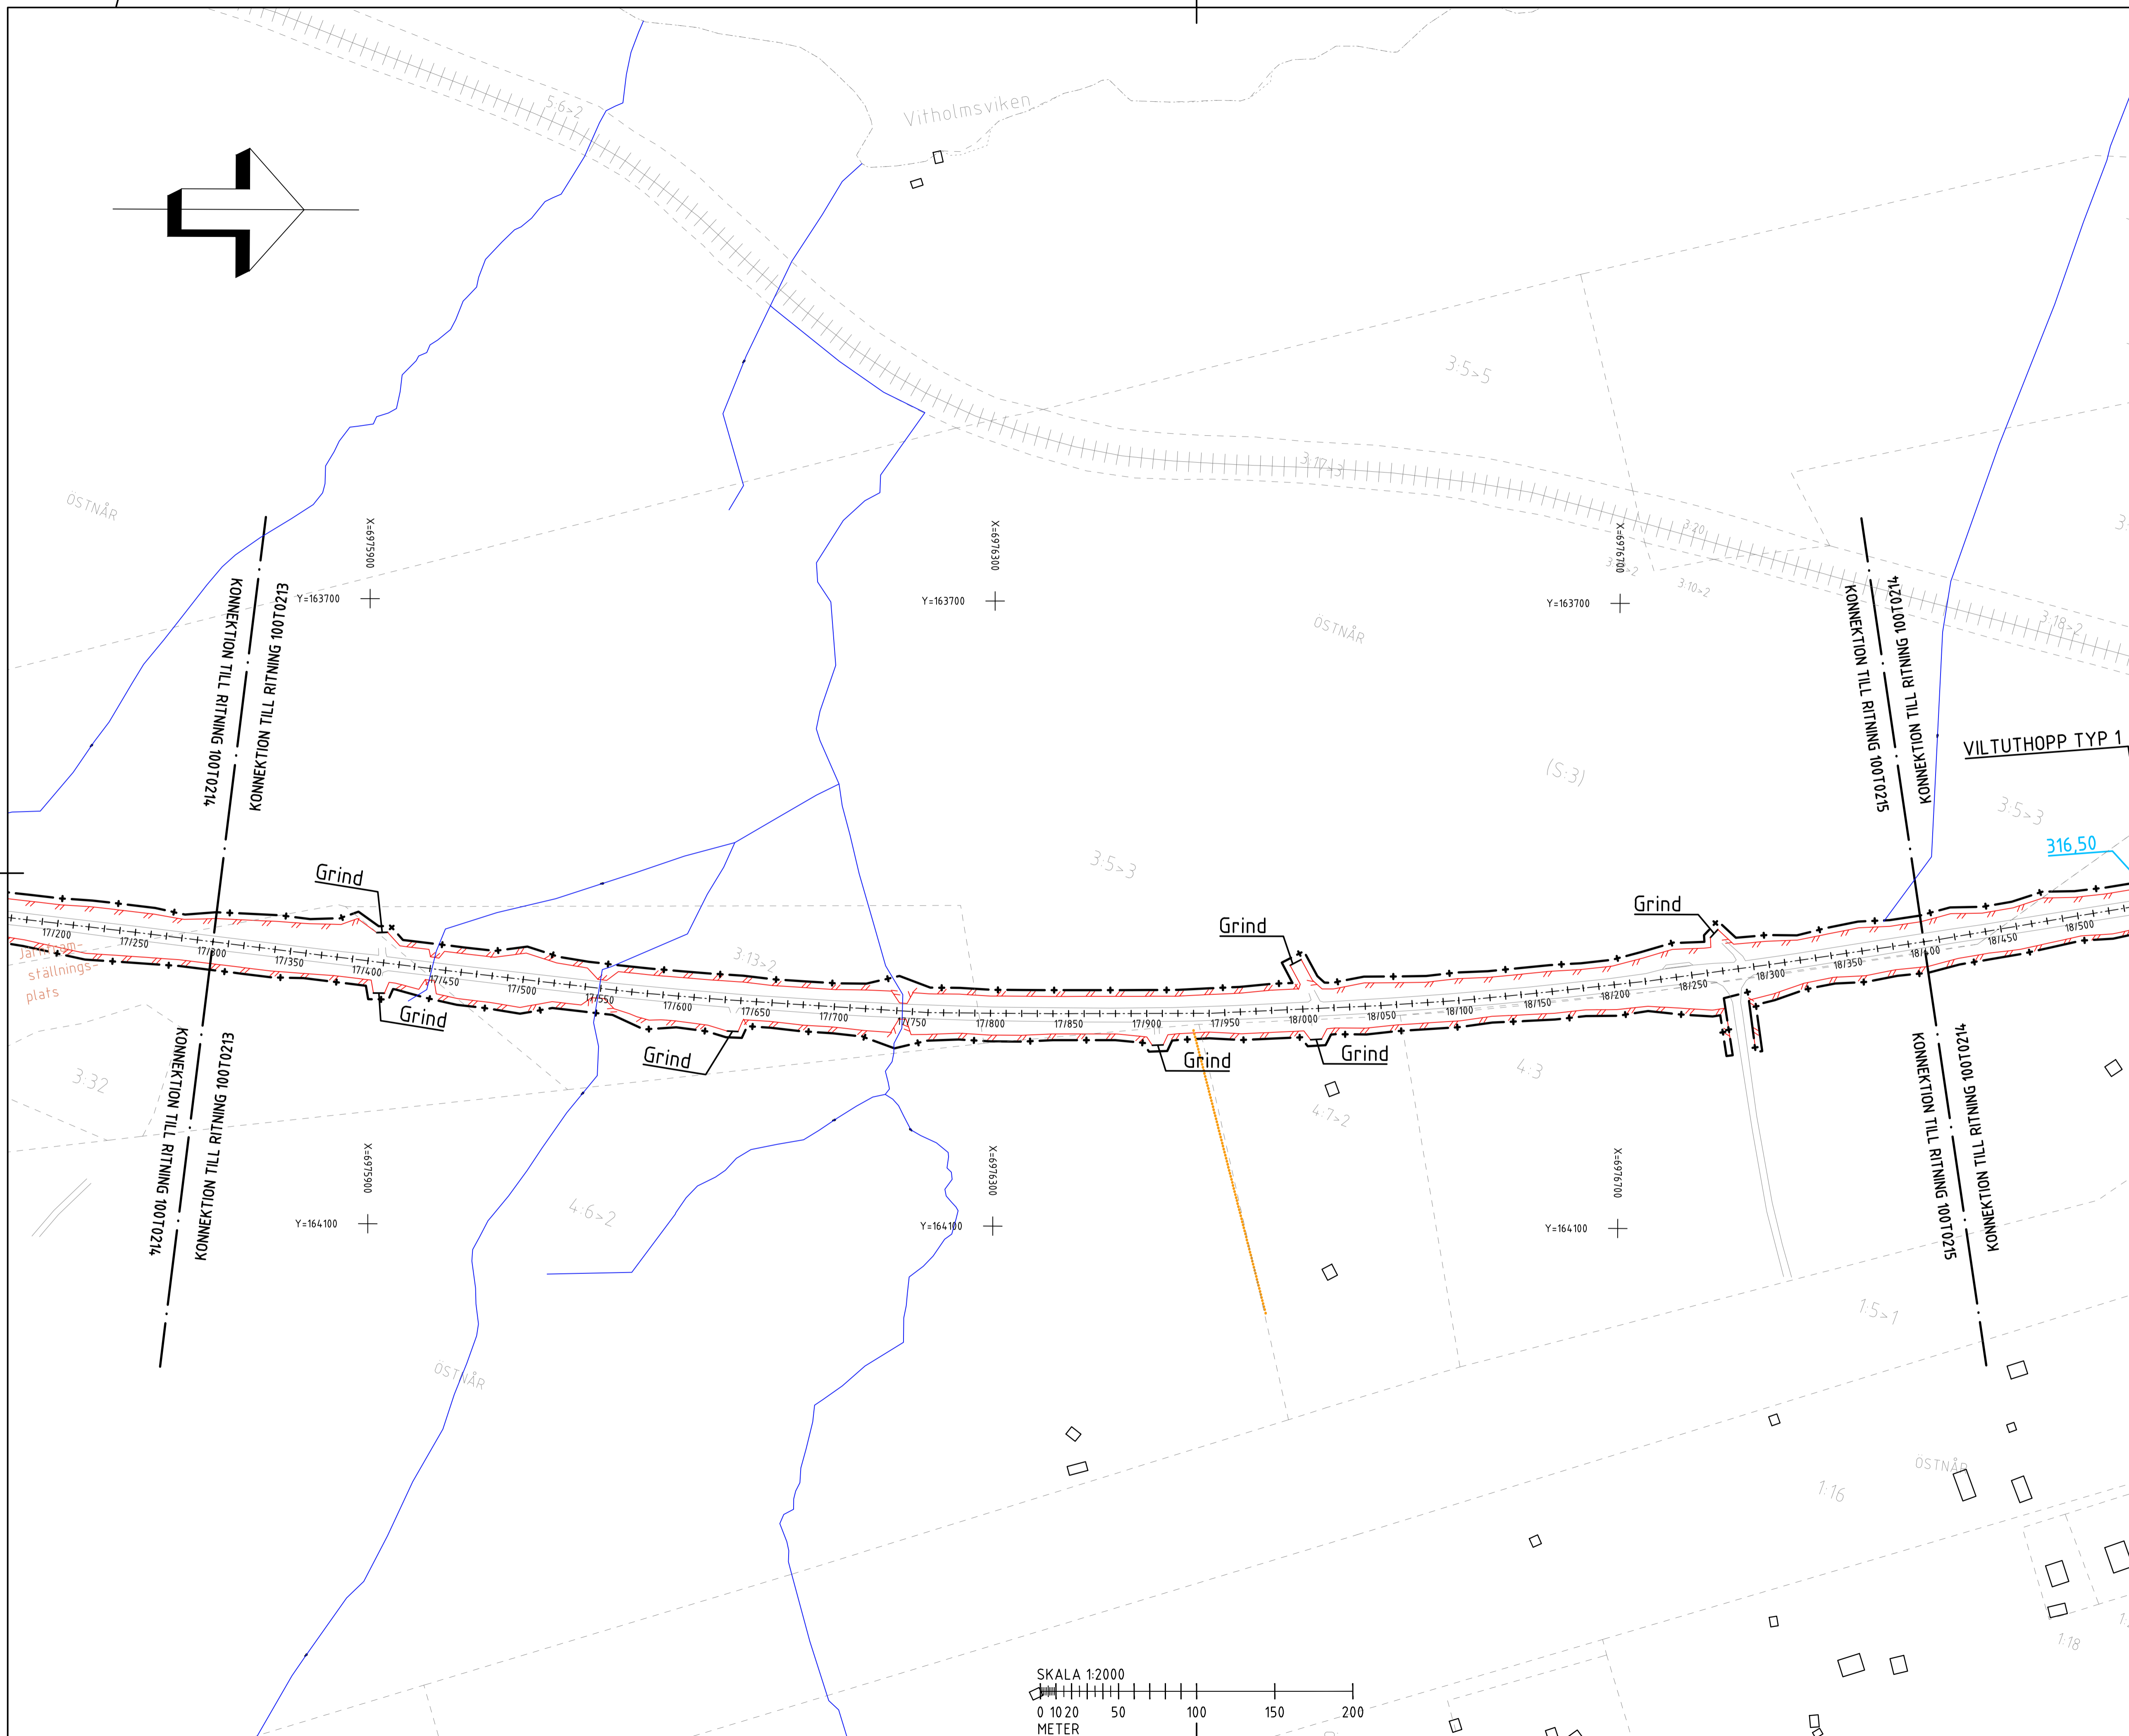 5:6>2
Vitholmsviken
3:5>5
3:17>3
3:20
3:10>2
3:18>2
ÖSTNÅR
X=6975900
Y=163700
X=6976300
Y=163700
X=6976700
Y=163700
ÖSTNÅR
KONNEKTION TILL RITNING 100T0214
KONNEKTION TILL RITNING 100T0213
KONNEKTION TILL RITNING 100T0215
KONNEKTION TILL RITNING 100T0214
VILTUTHOPP TYP 1
(S:3)
3:5>3
316,50
3:5>3
Grind
Grind
Grind
3:13>2
17/200
17/250
17/300
17/350
17/400
17/450
17/500
17/550
17/600
17/650
17/700
17/750
17/800
17/850
17/900
17/950
18/000
18/050
18/100
18/150
18/200
18/250
18/300
18/350
18/400
18/450
18/500
ställnings-
plats
Grind
Grind
Grind
Grind
3:32
4:3
4:7>2
KONNEKTION TILL RITNING 100T0214
KONNEKTION TILL RITNING 100T0213
KONNEKTION TILL RITNING 100T0215
KONNEKTION TILL RITNING 100T0214
X=6975900
Y=164100
X=6976300
Y=164100
X=6976700
Y=164100
4:6>2
1:5>1
ÖSTNÅR
ÖSTNÅR
1:16
1:18
SKALA 1:2000
0 10 20 50 100 150 200
METER